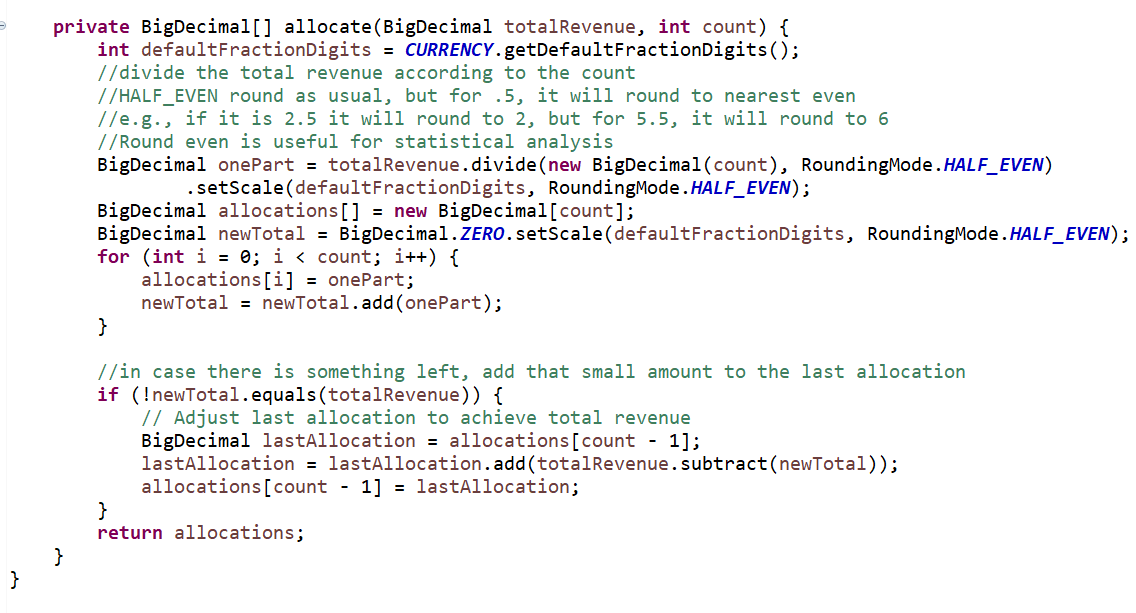 private BigDecimal[] allocate(BigDecimal totalRevenue, int count) {
int defaultFractionDigits = CURRENCY.getDefaultFractionDigits();
//divide the total revenue according to the count
//HALF_EVEN round as usual, but for .5, it will round to nearest even
//e.g., if it is 2.5 it will round to 2, but for 5.5, it will round to 6
//Round even is useful for statistical analysis
BigDecimal onePart = totalRevenue.divide(new BigDecimal(count), RoundingMode.HALF_EVEN)
.setScale(defaultFractionDigits, RoundingMode.HALF_EVEN);
BigDecimal allocations[] = new BigDecimal[count];
BigDecimal newTotal = BigDecimal.ZERO.setScale(defaultFractionDigits, RoundingMode.HALF_EVEN);
for (int i = 0; i < count; i++) {
allocations[i] = onePart;
newTotal = newTotal.add(onePart);
}
//in case there is something left, add that small amount to the last allocation
if (!newTotal.equals(totalRevenue)) {
// Adjust last allocation to achieve total revenue
BigDecimal lastAllocation = allocations[count - 1];
lastAllocation = lastAllocation.add(totalRevenue.subtract(newTotal));
allocations[count - 1] = lastAllocation;
}
return allocations;
}
}